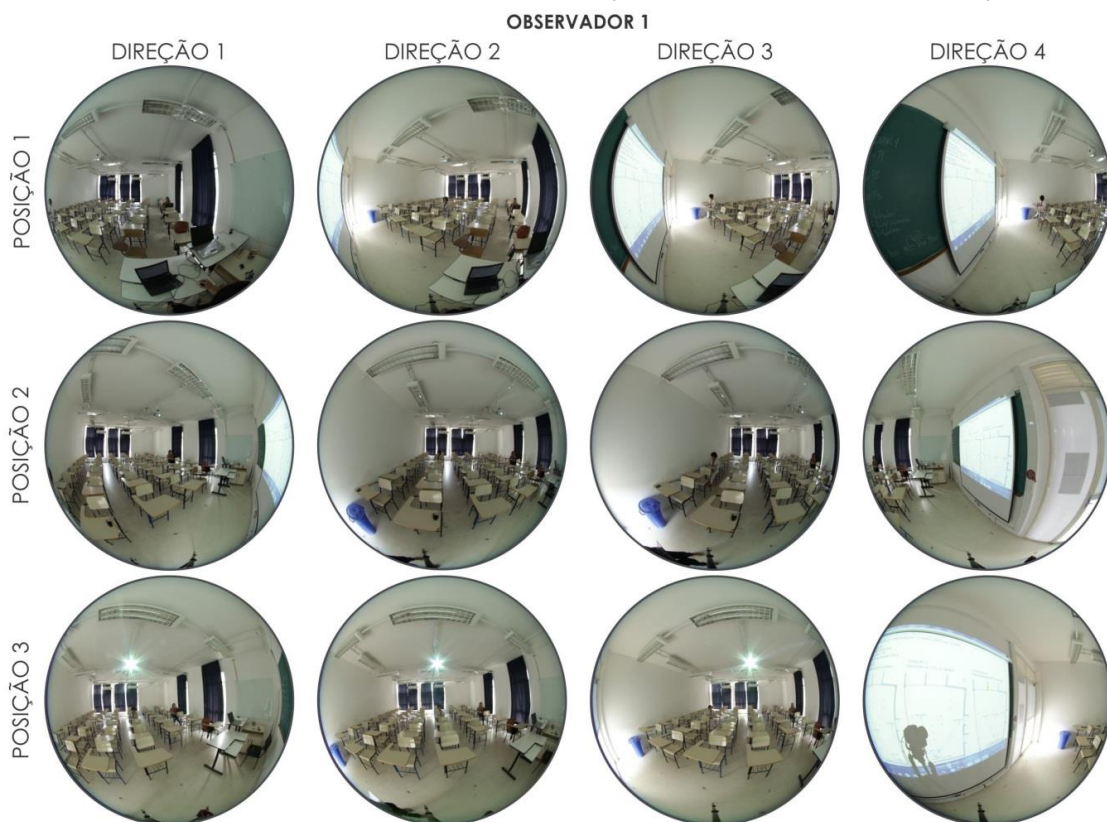 OBSERVADOR 1
DIREÇÃO 1 DIREÇÃO 2 DIREÇÃO 3 DIREÇÃO 4
POSIÇÃO 1
POSIÇÃO 2
POSIÇÃO 3